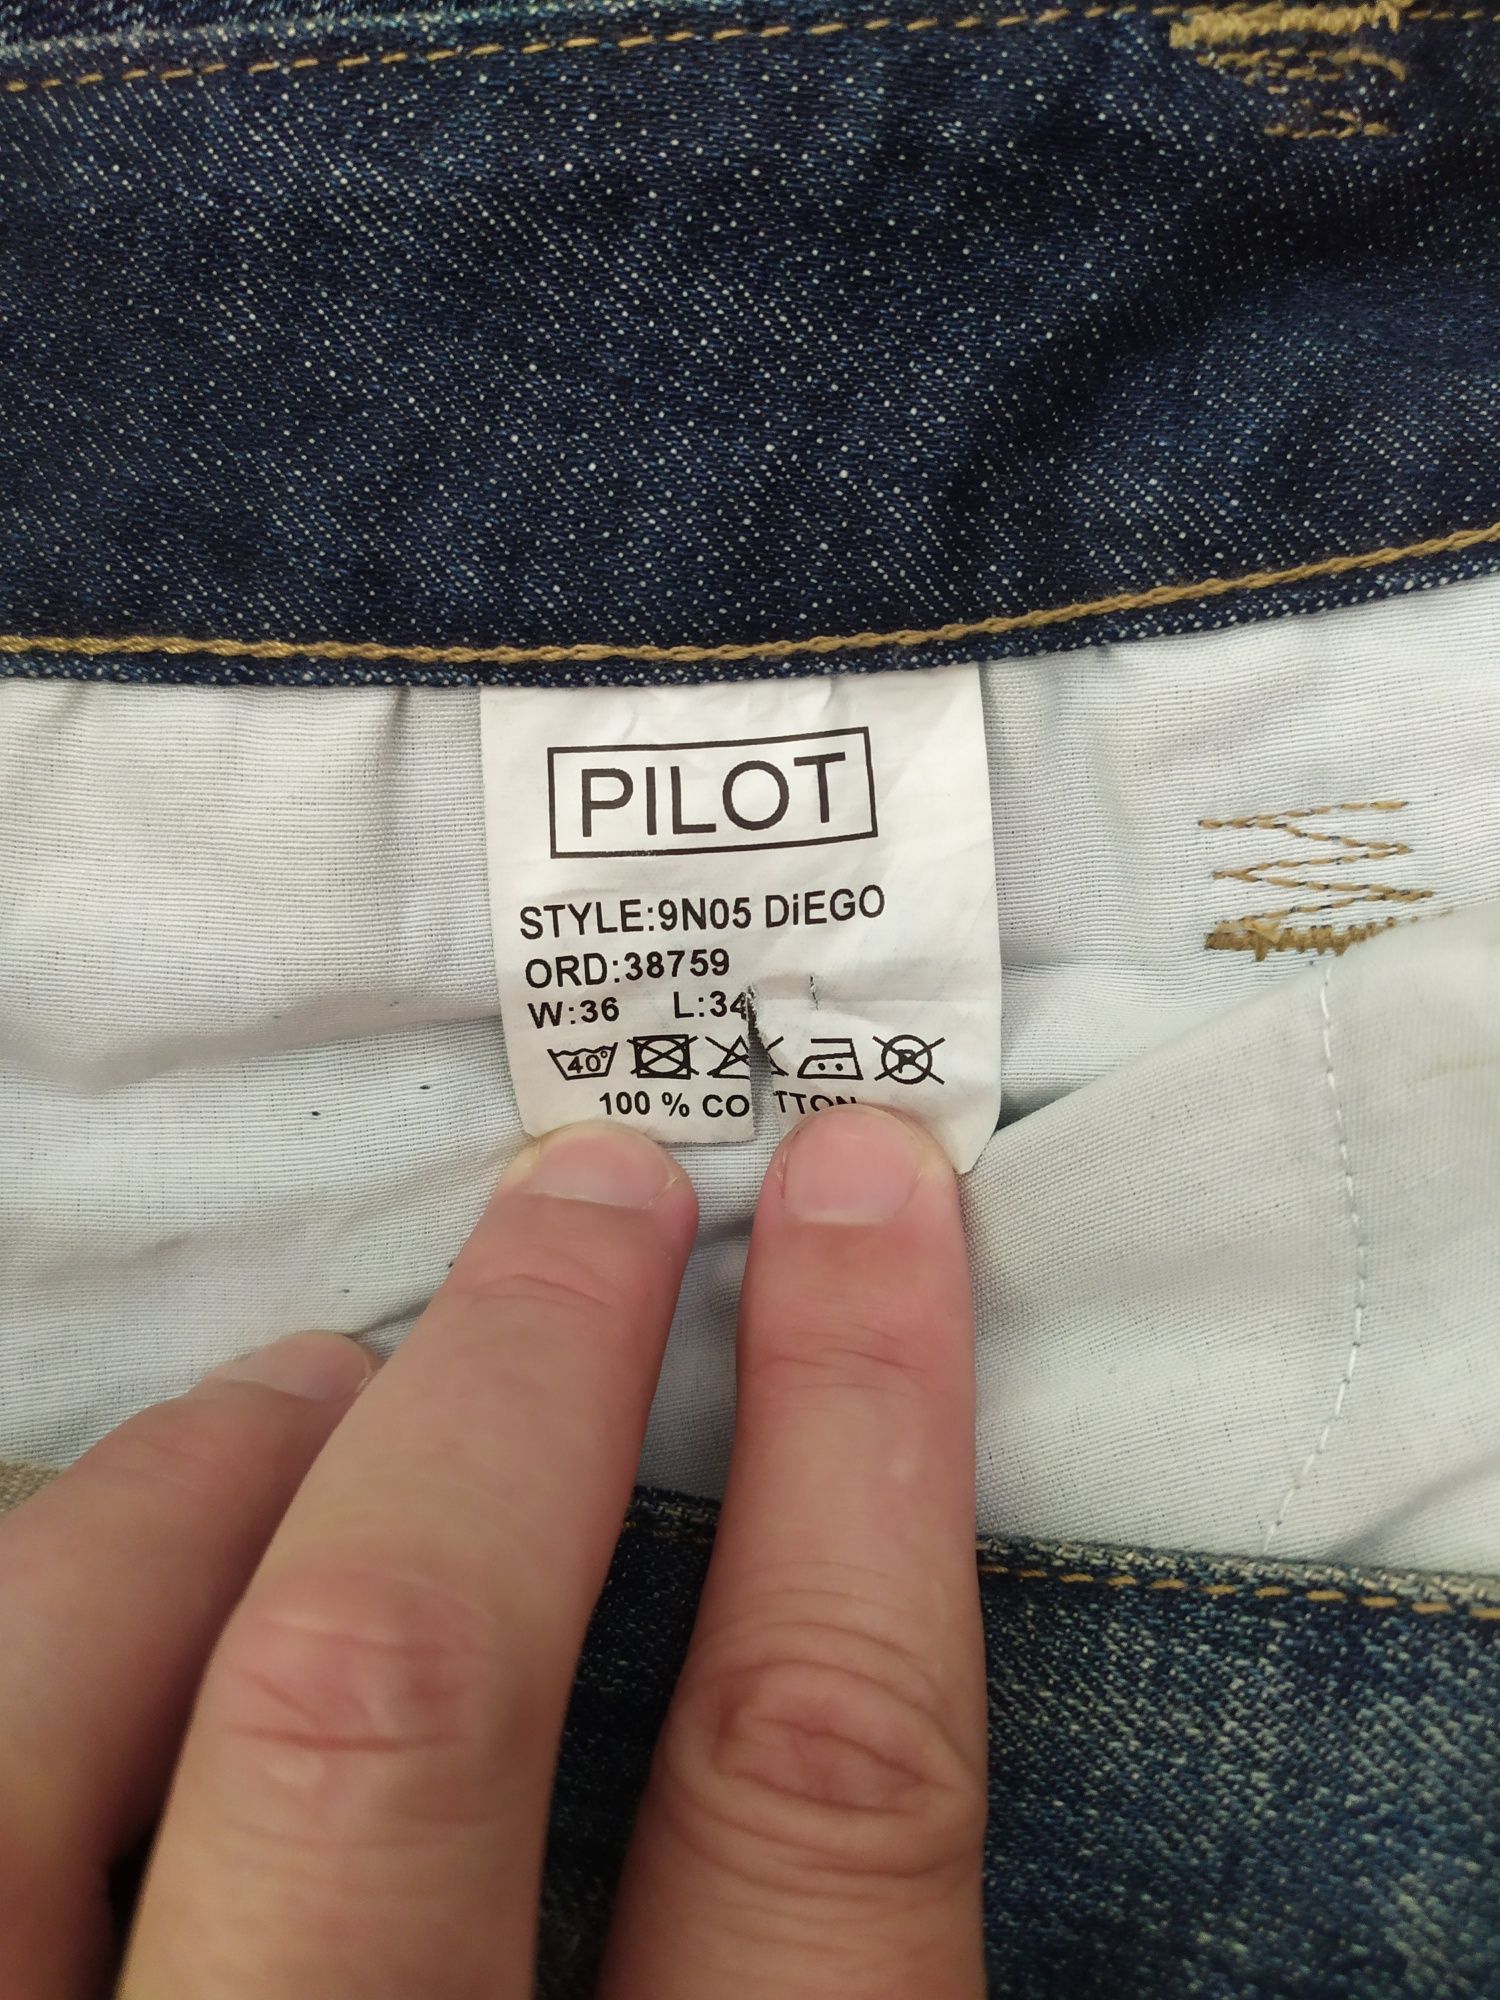 PILOT
STYLE:9N05 DiEGO
ORD:38759
W:36 L:34
40°
P
100 % COTTON